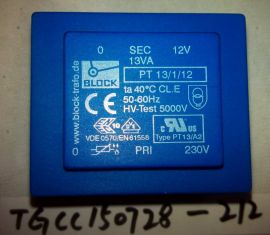 0 SEC 12V
13VA
PT 13/1/12
BLOCK
ta 40°C CL.E
50-60Hz
HV-Test 5000V
VDE 0570/EN 61558
Type PT13/A2
0 PRI 230V
www.block-trafo.de
TGCC150728-212